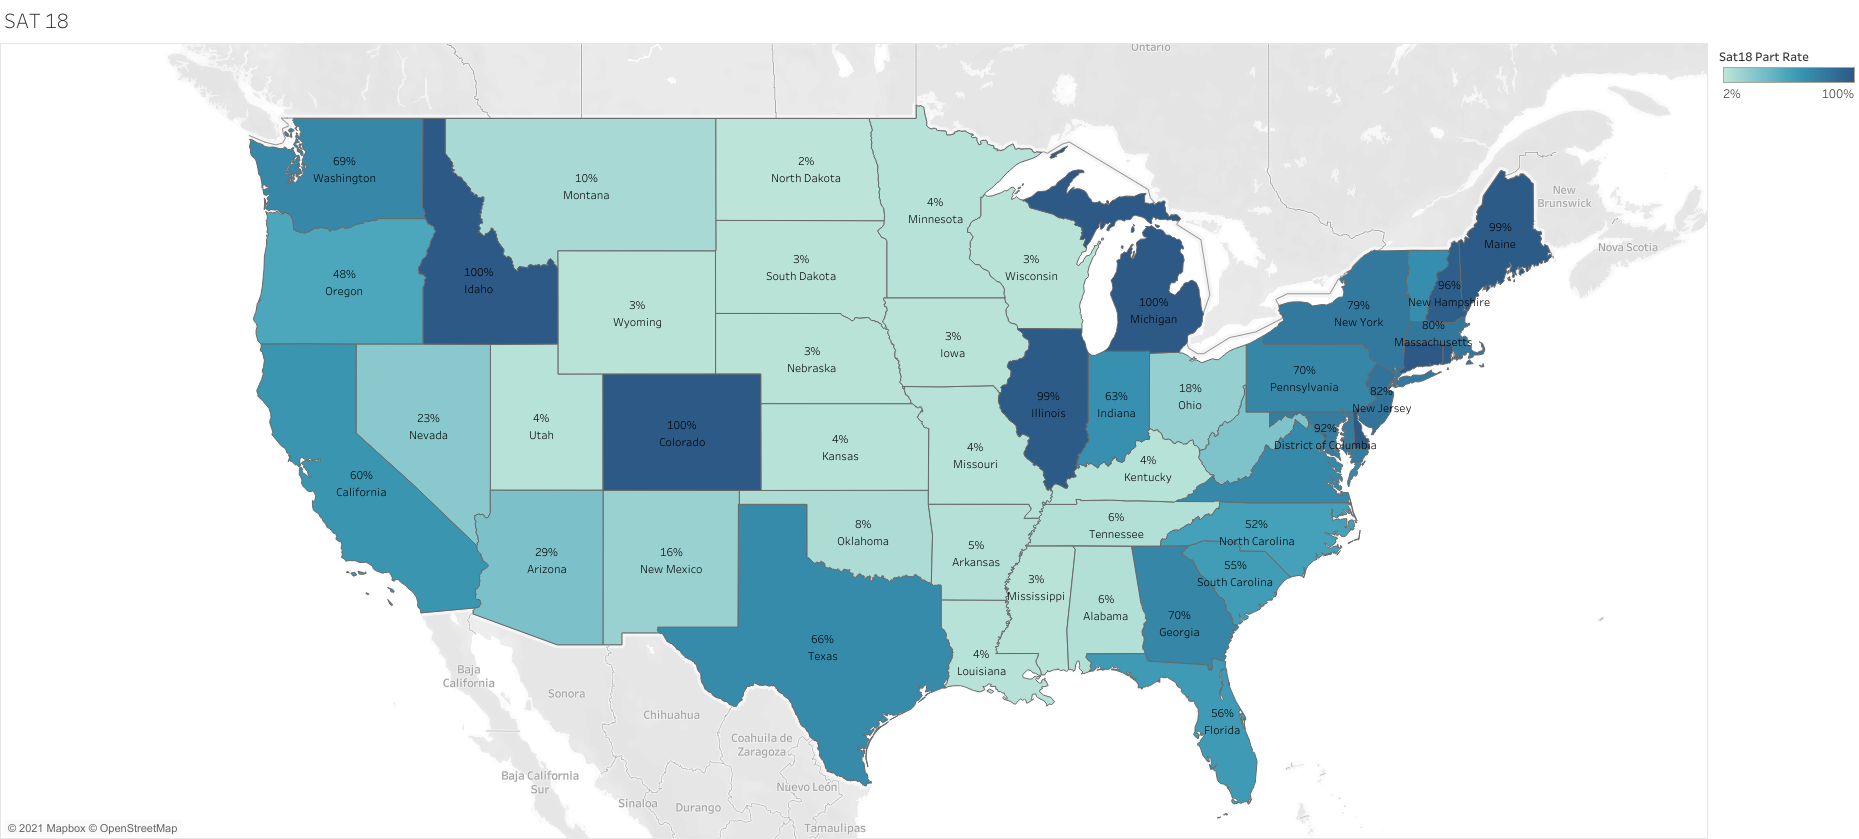 SAT 18
Ontario
Sat18 Part Rate
2% 100%
69%
Washington
10%
Montana
2%
North Dakota
4%
Minnesota
New
Brunswick
Nova Scotia
99%
Maine
48%
Oregon
100%
Idaho
3%
South Dakota
3%
Wisconsin
3%
Wyoming
100%
Michigan
79%
New York
96%
New Hampshire
80%
Massachusetts
3%
Nebraska
3%
Iowa
99%
Illinois
63%
Indiana
18%
Ohio
70%
Pennsylvania
82%
New Jersey
23%
Nevada
4%
Utah
100%
Colorado
4%
Kansas
4%
Missouri
4%
Kentucky
92%
District of Columbia
60%
California
29%
Arizona
16%
New Mexico
8%
Oklahoma
5%
Arkansas
6%
Tennessee
52%
North Carolina
55%
South Carolina
3%
Mississippi
6%
Alabama
70%
Georgia
66%
Texas
4%
Louisiana
56%
Florida
Baja
California
Sonora
Chihuahua
Coahuila de
Zaragoza
Baja California
Sur
Sinaloa
Durango
Nuevo León
Tamaulipas
© 2021 Mapbox © OpenStreetMap